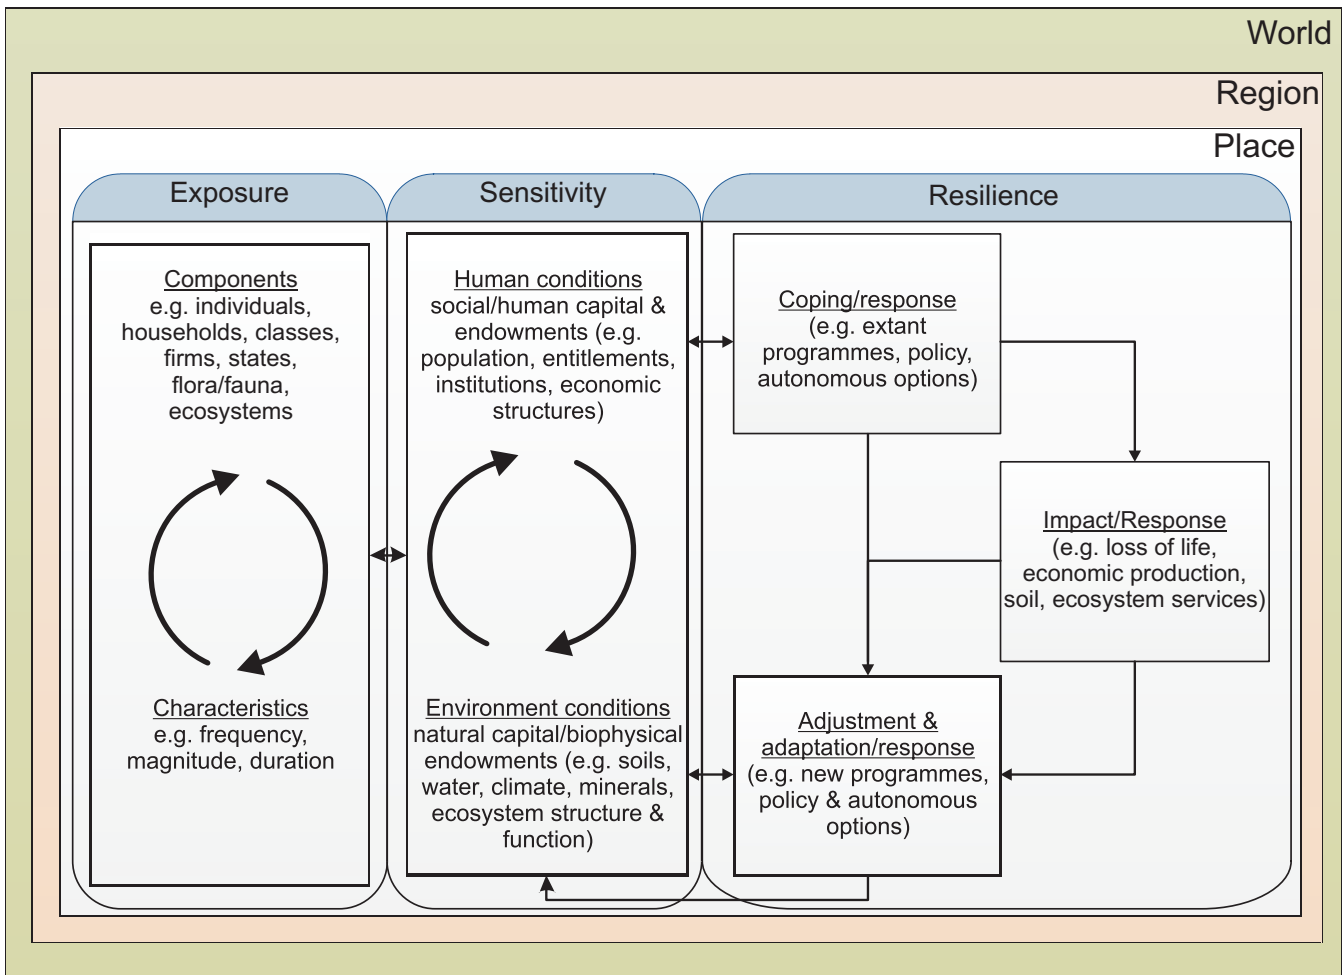 World
Region
Place
Exposure
Sensitivity
Resilience
Components
e.g. individuals,
households, classes,
firms, states,
flora/fauna,
ecosystems
Characteristics
e.g. frequency,
magnitude, duration
Human conditions
social/human capital &
endowments (e.g.
population, entitlements,
institutions, economic
structures)
Environment conditions
natural capital/biophysical
endowments (e.g. soils,
water, climate, minerals,
ecosystem structure &
function)
Coping/response
(e.g. extant
programmes, policy,
autonomous options)
Impact/Response
(e.g. loss of life,
economic production,
soil, ecosystem services)
Adjustment &
adaptation/response
(e.g. new programmes,
policy & autonomous
options)